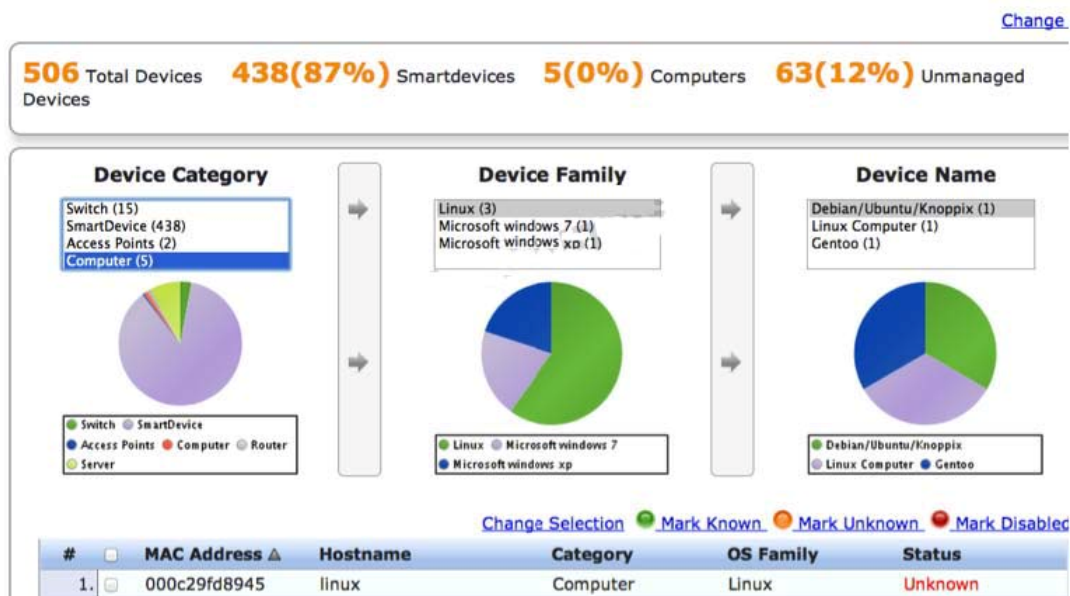 Change
506 Total Devices 438(87%) Smartdevices 5(0%) Computers 63(12%) Unmanaged
Devices
Device Category
Switch (15)
SmartDevice (438)
Access Points (2)
Computer (5)
Switch SmartDevice
Access Points Computer Router
Server
Device Family
Linux (3)
Microsoft windows 7 (1)
Microsoft windows xp (1)
Linux Microsoft windows 7
Microsoft windows xp
Device Name
Debian/Ubuntu/Knoppix (1)
Linux Computer (1)
Gentoo (1)
Debian/Ubuntu/Knoppix
Linux Computer Gentoo
Change Selection Mark Known Mark Unknown Mark Disabled
# MAC Address Hostname Category OS Family Status
1. 000c29fd8945 linux Computer Linux Unknown